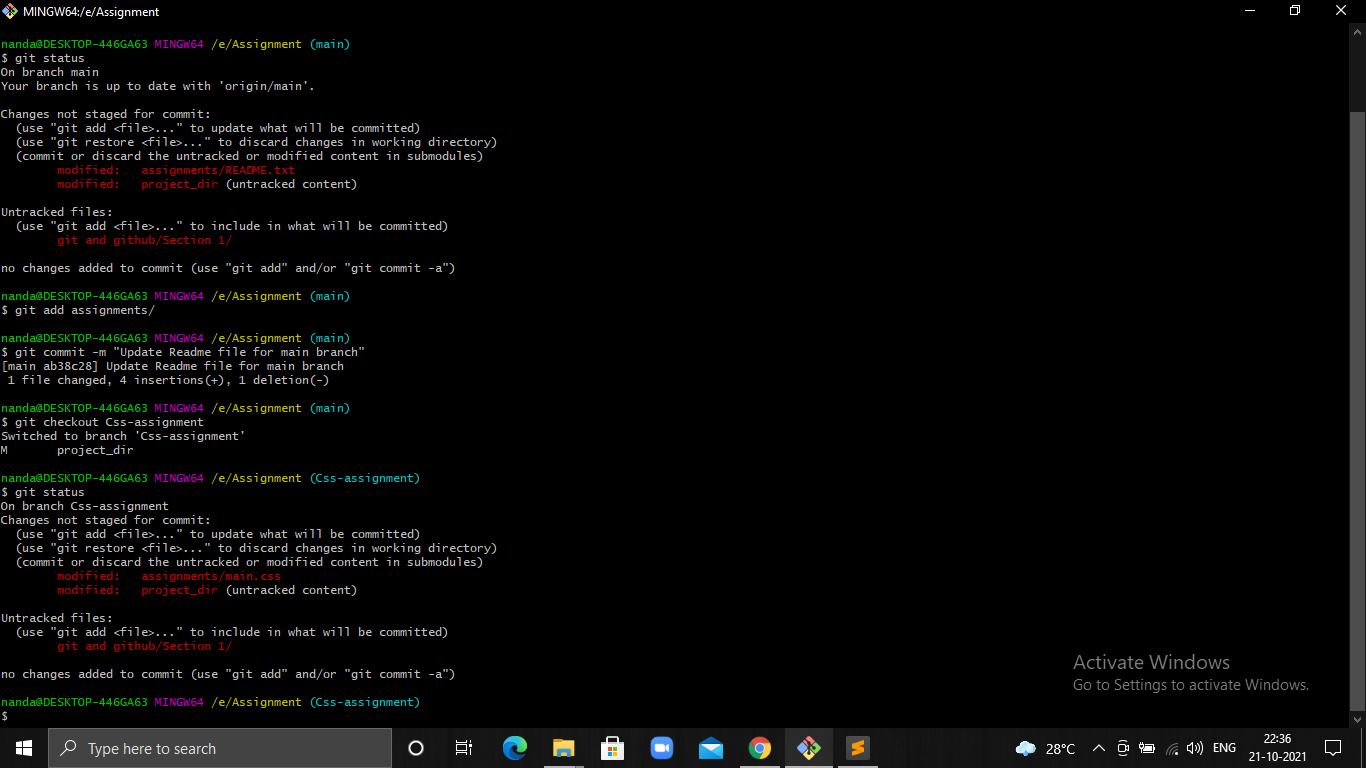 MINGW64:/e/Assignment
nanda@DESKTOP-446GA63 MINGW64 /e/Assignment (main)
$ git status
On branch main
Your branch is up to date with 'origin/main'.
Changes not staged for commit:
  (use "git add <file>..." to update what will be committed)
  (use "git restore <file>..." to discard changes in working directory)
  (commit or discard the untracked or modified content in submodules)
        modified:   assignments/README.txt
        modified:   project_dir (untracked content)
Untracked files:
  (use "git add <file>..." to include in what will be committed)
        git and github/Section 1/
no changes added to commit (use "git add" and/or "git commit -a")
nanda@DESKTOP-446GA63 MINGW64 /e/Assignment (main)
$ git add assignments/
nanda@DESKTOP-446GA63 MINGW64 /e/Assignment (main)
$ git commit -m "Update Readme file for main branch"
[main ab38c28] Update Readme file for main branch
 1 file changed, 4 insertions(+), 1 deletion(-)
nanda@DESKTOP-446GA63 MINGW64 /e/Assignment (main)
$ git checkout Css-assignment
Switched to branch 'Css-assignment'
M       project_dir
nanda@DESKTOP-446GA63 MINGW64 /e/Assignment (Css-assignment)
$ git status
On branch Css-assignment
Changes not staged for commit:
  (use "git add <file>..." to update what will be committed)
  (use "git restore <file>..." to discard changes in working directory)
  (commit or discard the untracked or modified content in submodules)
        modified:   assignments/main.css
        modified:   project_dir (untracked content)
Untracked files:
  (use "git add <file>..." to include in what will be committed)
        git and github/Section 1/
no changes added to commit (use "git add" and/or "git commit -a")
nanda@DESKTOP-446GA63 MINGW64 /e/Assignment (Css-assignment)
$
Activate Windows
Go to Settings to activate Windows.
Type here to search
28°C
ENG
22:36
21-10-2021